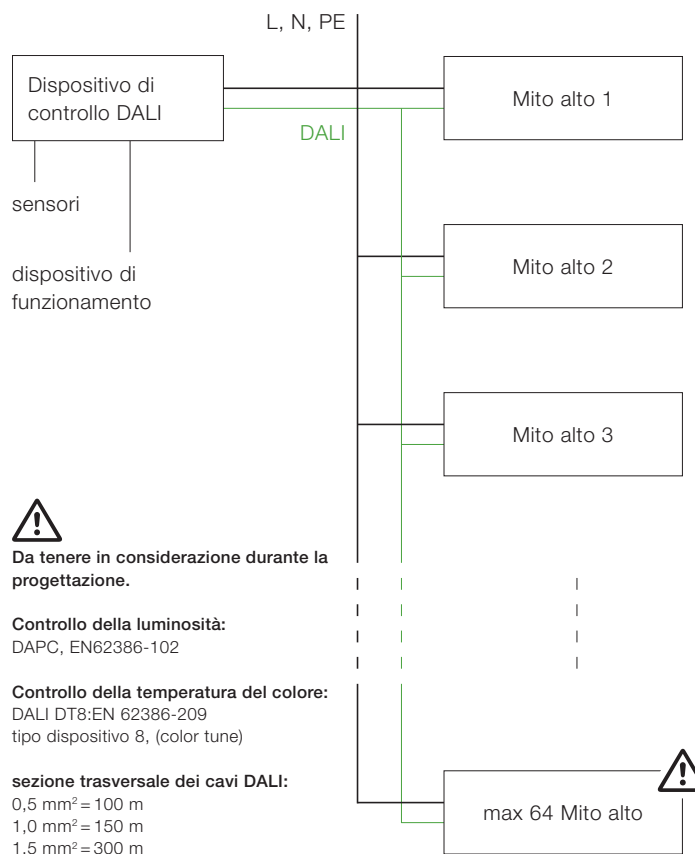 L, N, PE
Dispositivo di
controllo DALI
Mito alto 1
DALI
sensori
dispositivo di
funzionamento
Mito alto 2
Mito alto 3
Da tenere in considerazione durante la
progettazione.
Controllo della luminosità:
DAPC, EN62386-102
Controllo della temperatura del colore:
DALI DT8:EN 62386-209
tipo dispositivo 8, (color tune)
sezione trasversale dei cavi DALI:
0,5 mm² = 100 m
1,0 mm² = 150 m
1,5 mm² = 300 m
max 64 Mito alto